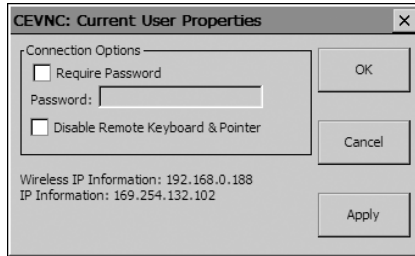 CEVNC: Current User Properties
Connection Options
Require Password
Password:
Disable Remote Keyboard & Pointer
OK
Cancel
Apply
Wireless IP Information: 192.168.0.188
IP Information: 169.254.132.102